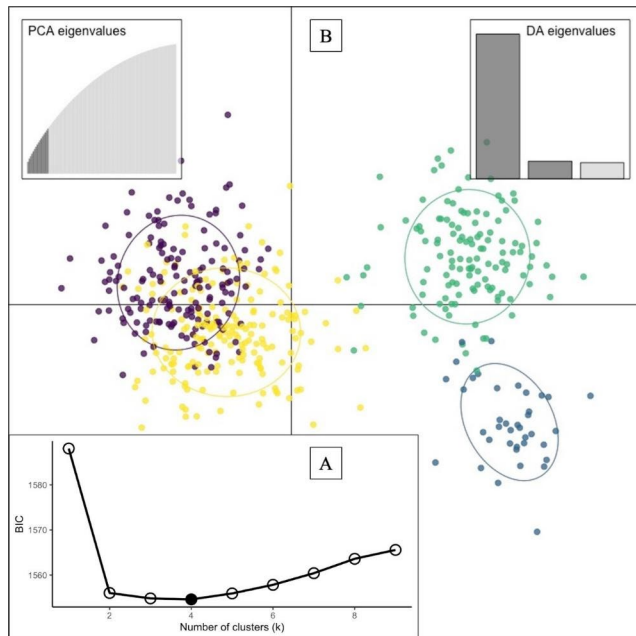 PCA eigenvalues
B
DA eigenvalues
A
BIC
1580
1570
1560
2 4 6 8
Number of clusters (k)